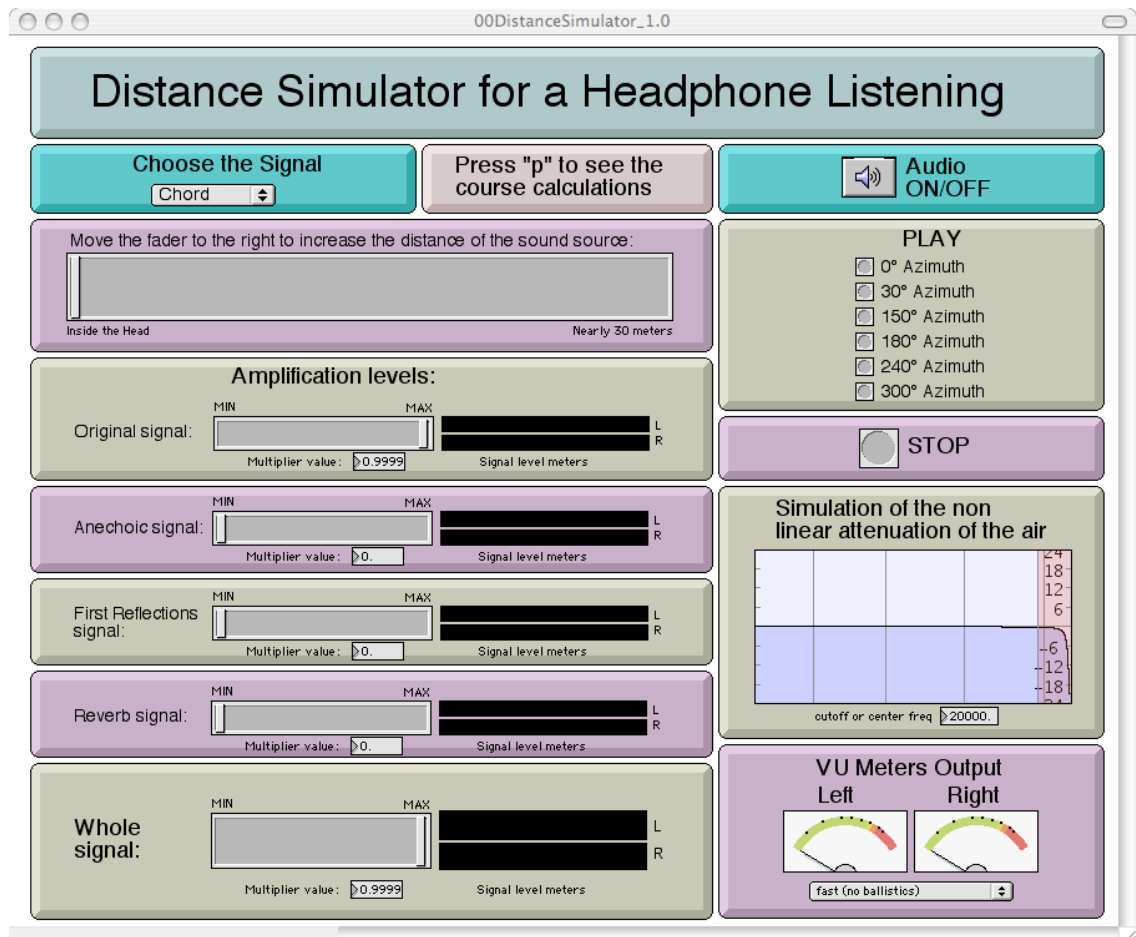 00DistanceSimulator_1.0
Distance Simulator for a Headphone Listening
Choose the Signal
Chord
Press "p" to see the
course calculations
Audio
ON/OFF
Move the fader to the right to increase the distance of the sound source:
Inside the Head
Nearly 30 meters
PLAY
0° Azimuth
30° Azimuth
150° Azimuth
180° Azimuth
240° Azimuth
300° Azimuth
Amplification levels:
MIN MAX
Original signal:
L
R
Multiplier value: 0.9999
Signal level meters
STOP
MIN MAX
Anechoic signal:
L
R
Multiplier value: 0.
Signal level meters
MIN MAX
First Reflections
signal:
L
R
Multiplier value: 0.
Signal level meters
MIN MAX
Reverb signal:
L
R
Multiplier value: 0.
Signal level meters
Simulation of the non
linear attenuation of the air
24
18
12
6
-6
-12
-18
24
cutoff or center freq 20000.
MIN MAX
Whole
signal:
L
R
Multiplier value: 0.9999
Signal level meters
VU Meters Output
Left Right
fast (no ballistics)